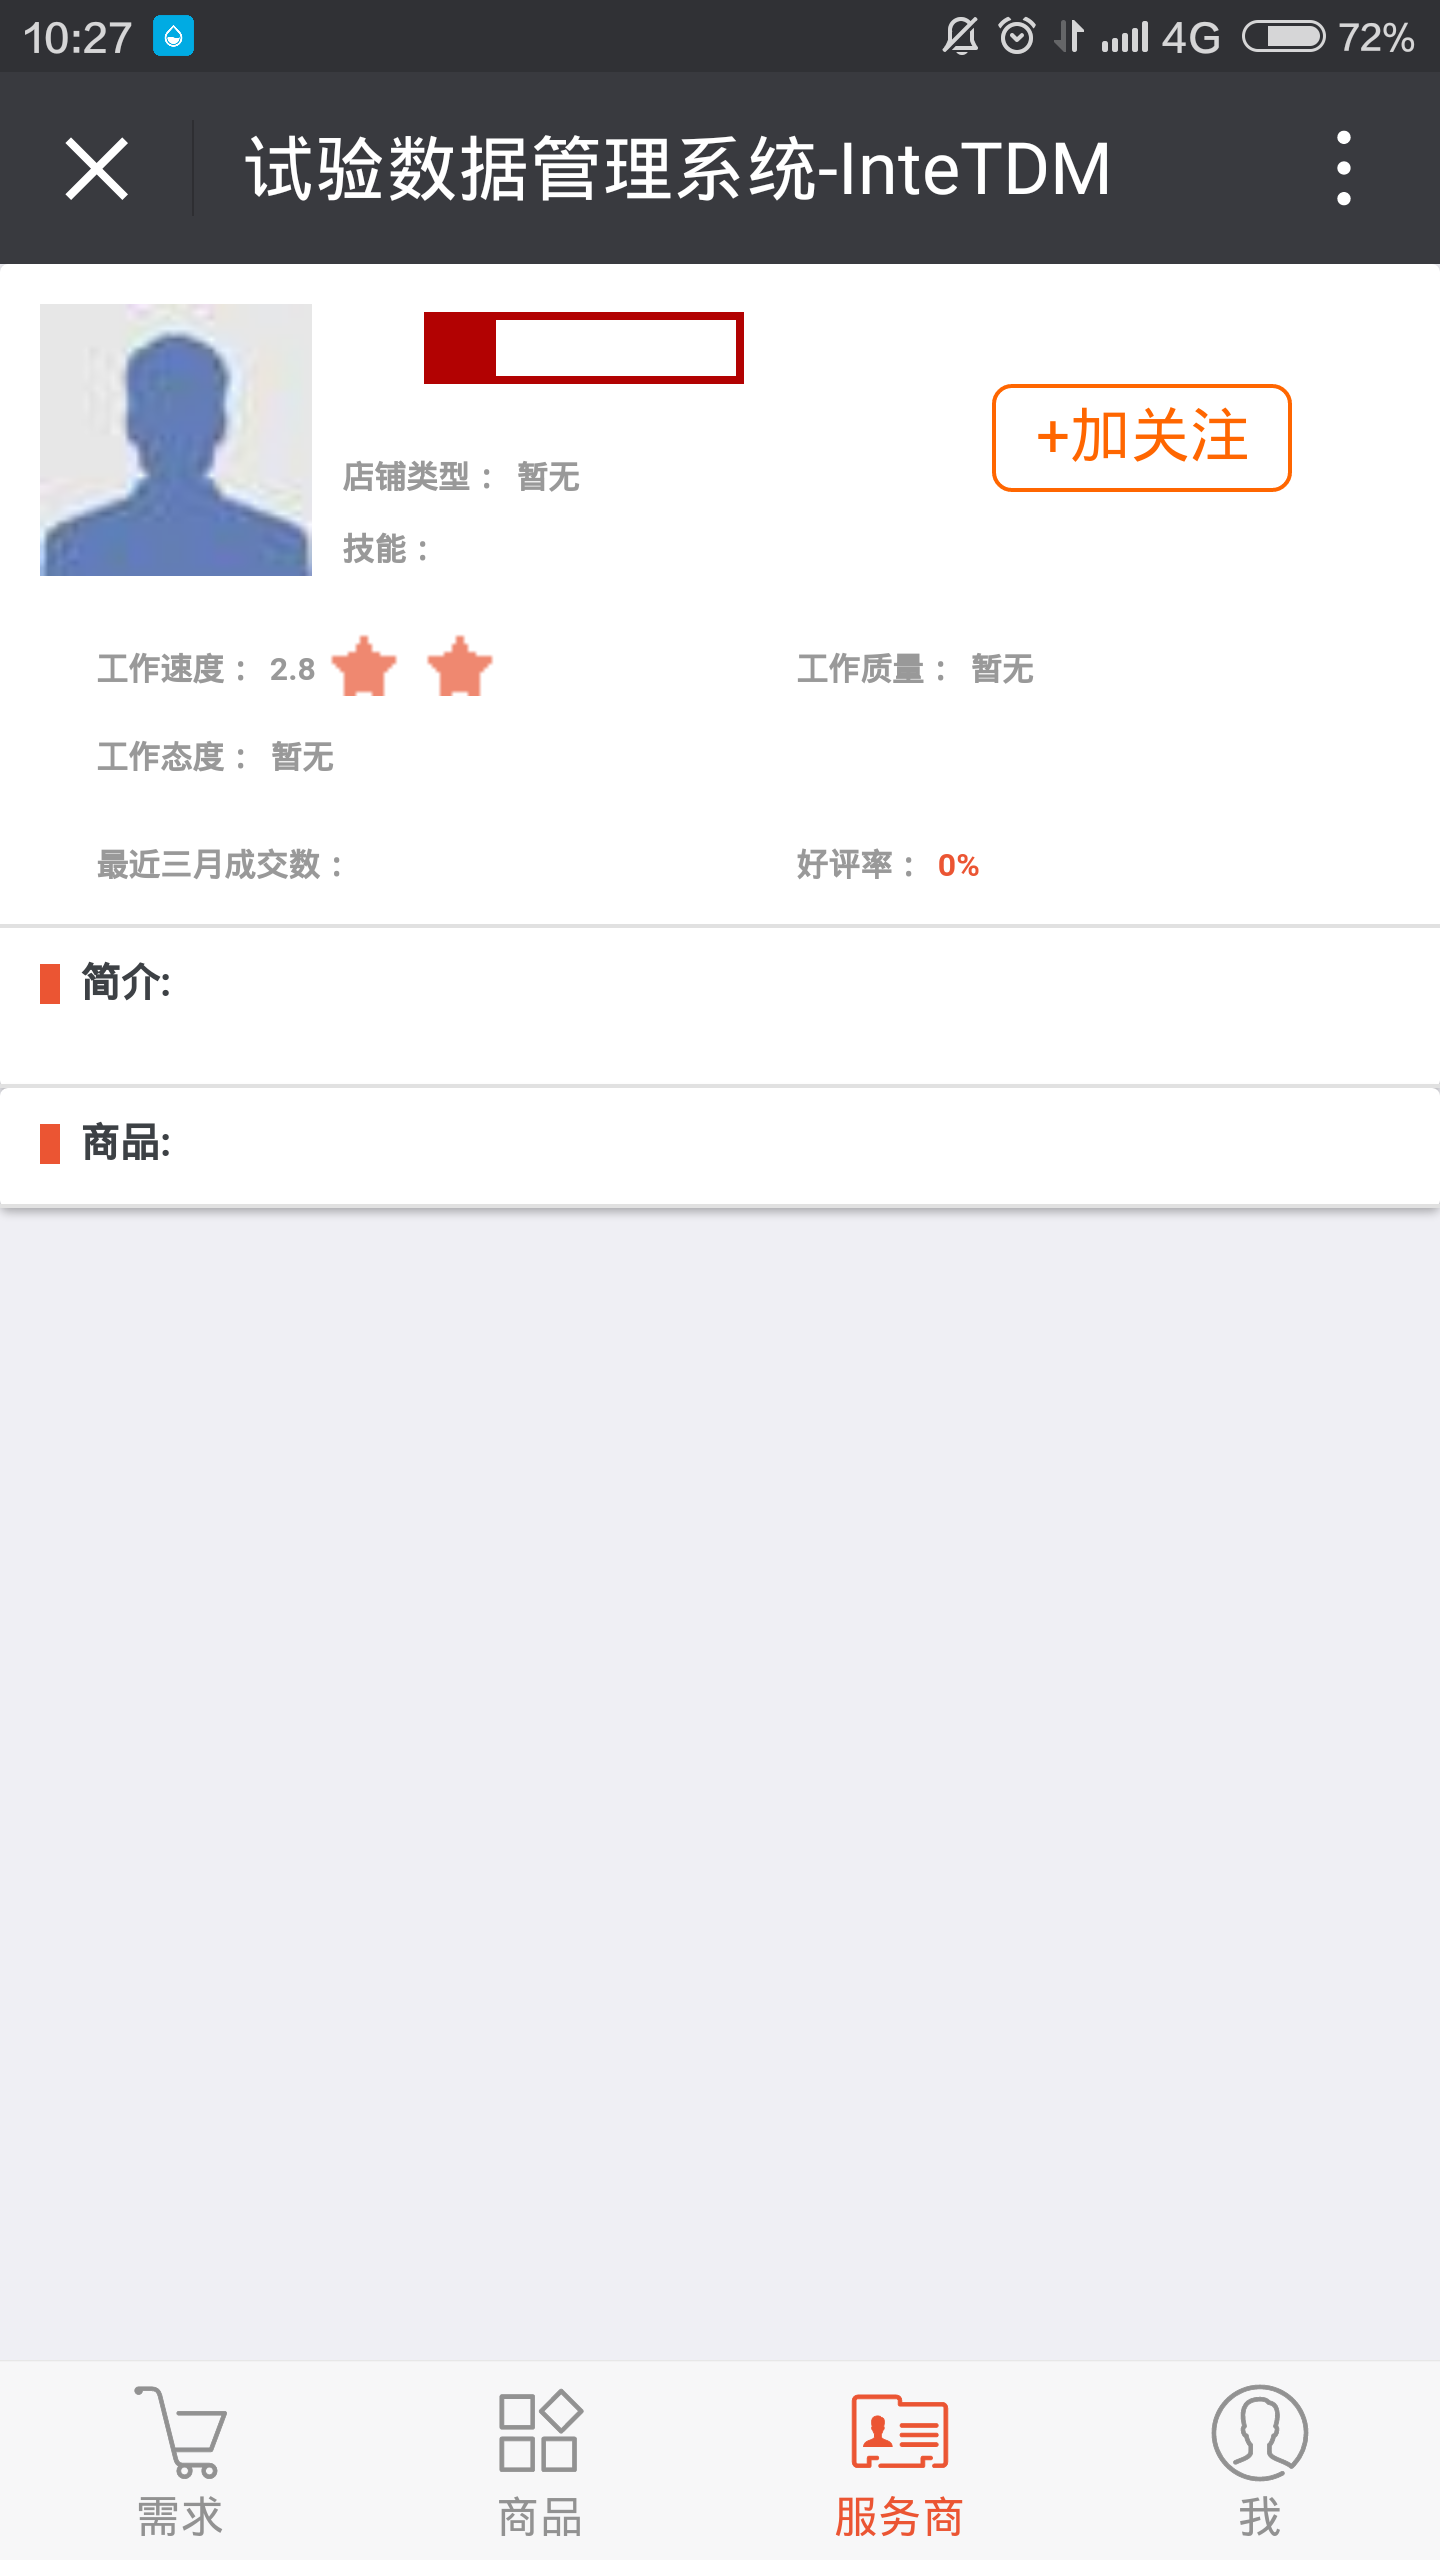 10:27 4G 72%
试验数据管理系统-InteTDM
+加关注
店铺类型： 暂无
技能：
工作速度： 2.8 工作质量： 暂无
工作态度： 暂无
最近三月成交数： 好评率： 0%
简介:
商品:
需求 商品 服务商 我